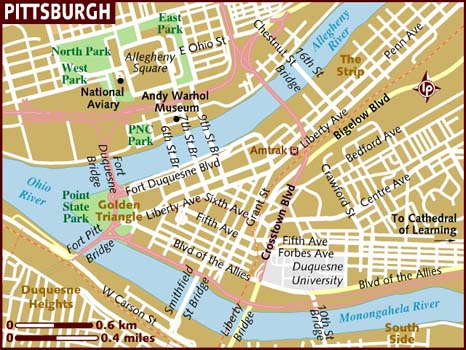 PITTSBURGH
East
Park
E Ohio St
North Park
Allegheny
Square
West
Park
National
Aviary
Andy Warhol
Museum
PNC
Park
6th St Br
7th St Br
9th St Br
Chestnut St
16th St
Bridge
Allegheny
River
Penn Ave
The
Strip
Liberty Ave
Bigelow Blvd
LP
Amtrak
Bedford Ave
Centre Ave
Crawford St
Fort
Duquesne
Bridge
Fort Duquesne Blvd
Ohio
River
Point
State
Park
Golden
Triangle
Liberty Ave
Sixth Ave
Fifth Ave
Grant St
Crosstown Blvd
To Cathedral
of Learning
Fort Pitt
Bridge
Blvd of the Allies
Fifth Ave
Forbes Ave
Duquesne
University
Blvd of the Allies
Duquesne
Heights
W Carson St
Smithfield
St Bridge
Liberty
Bridge
10th St
Bridge
Monongahela River
South
Side
0 0.6 km
0 0.4 miles